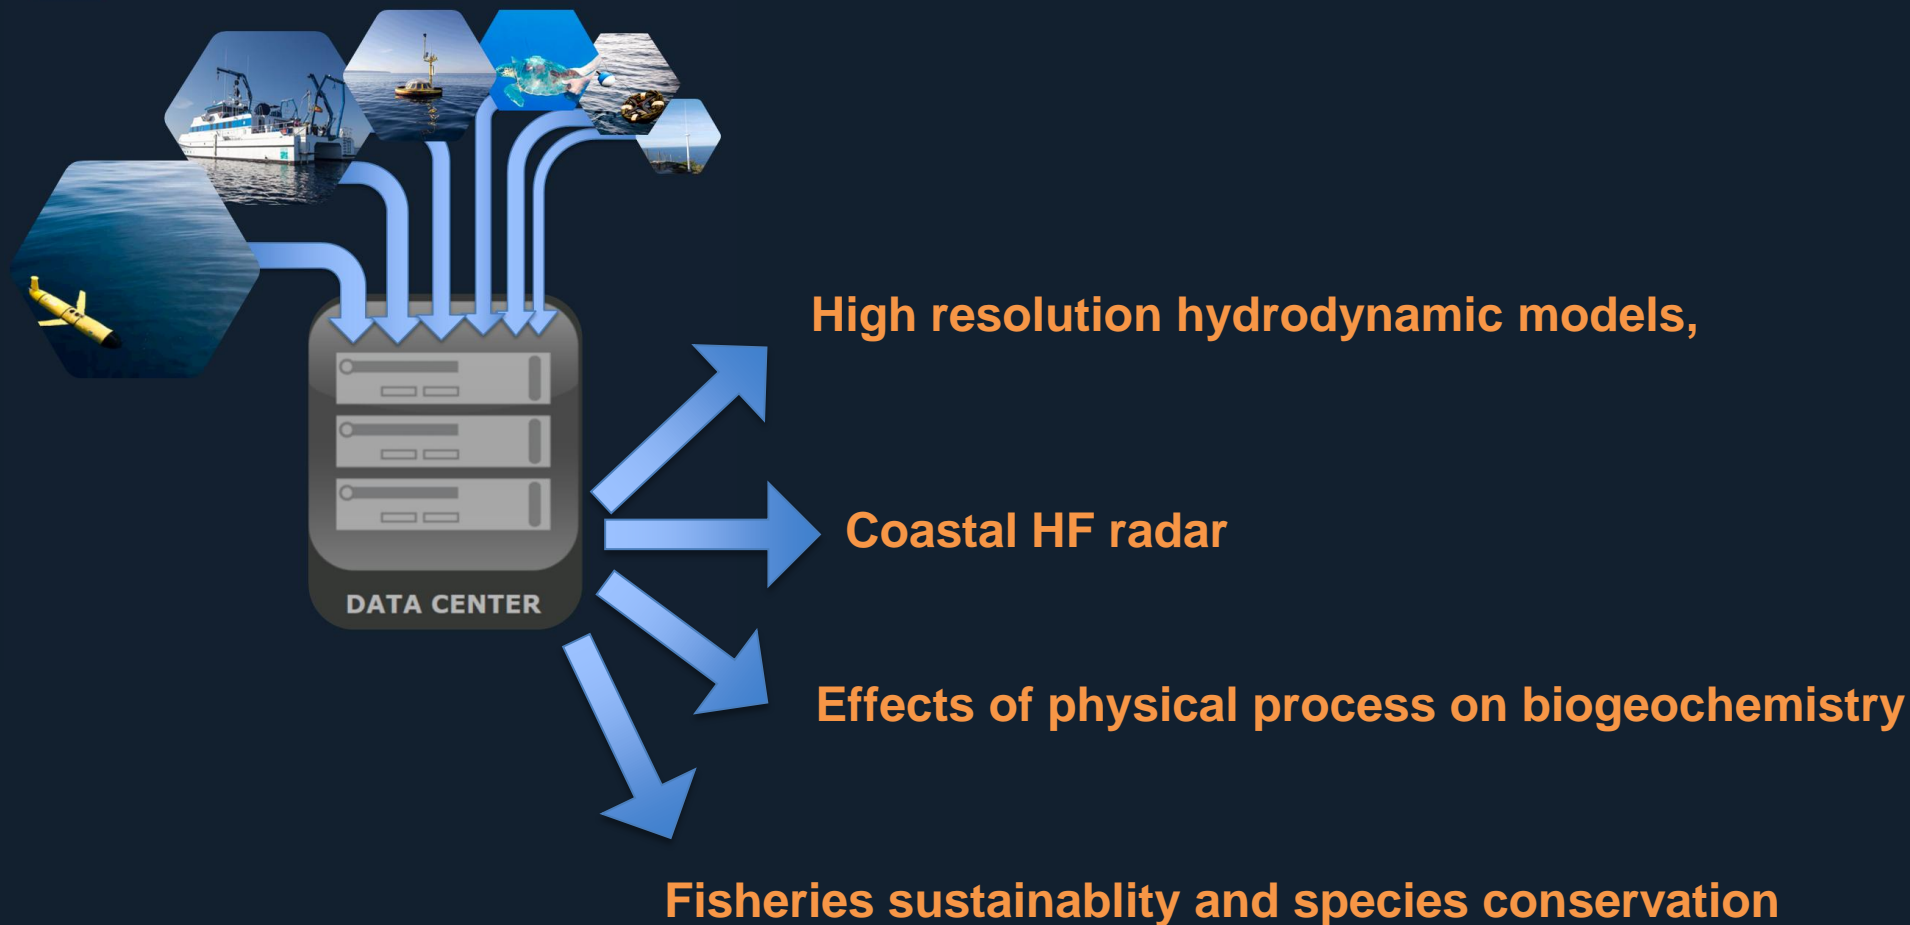 High resolution hydrodynamic models,
Coastal HF radar
DATA CENTER
Effects of physical process on biogeochemistry
Fisheries sustainablity and species conservation